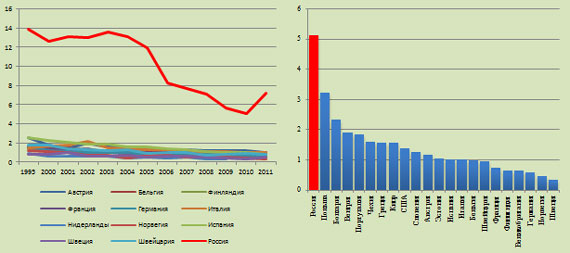 16
14
12
10
8
6
4
2
0
1995 2000 2001 2002 2003 2004 2005 2006 2007 2008 2009 2010 2011
Австрия Бельгия Финляндия
Франция Германия Италия
Нидерланды Норвегия Испания
Швеция Швейцария Россия
6
5
4
3
2
1
0
Россия
Польша
Болгария
Венгрия
Португалия
Чехия
Греция
Кипр
США
Словения
Австрия
Эстония
Испания
Италия
Бельгия
Швейцария
Франция
Финляндия
Великобритания
Германия
Норвегия
Швеция